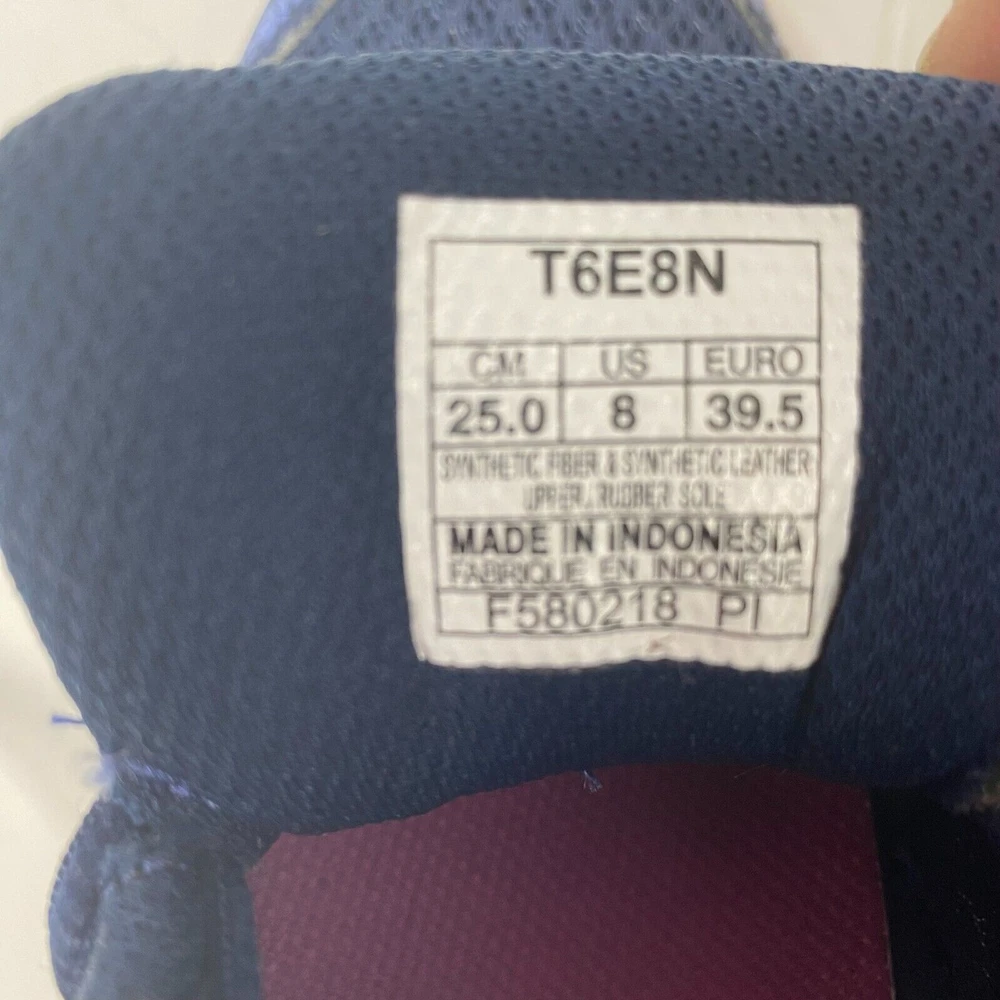 T6E8N
CM US EURO
25.0 8 39.5
SYNTHETIC FIBER & SYNTHETIC LEATHER
UPPER. RUBBER SOLE
MADE IN INDONESIA
FABRIQUE EN INDONESIE
F580218 PI